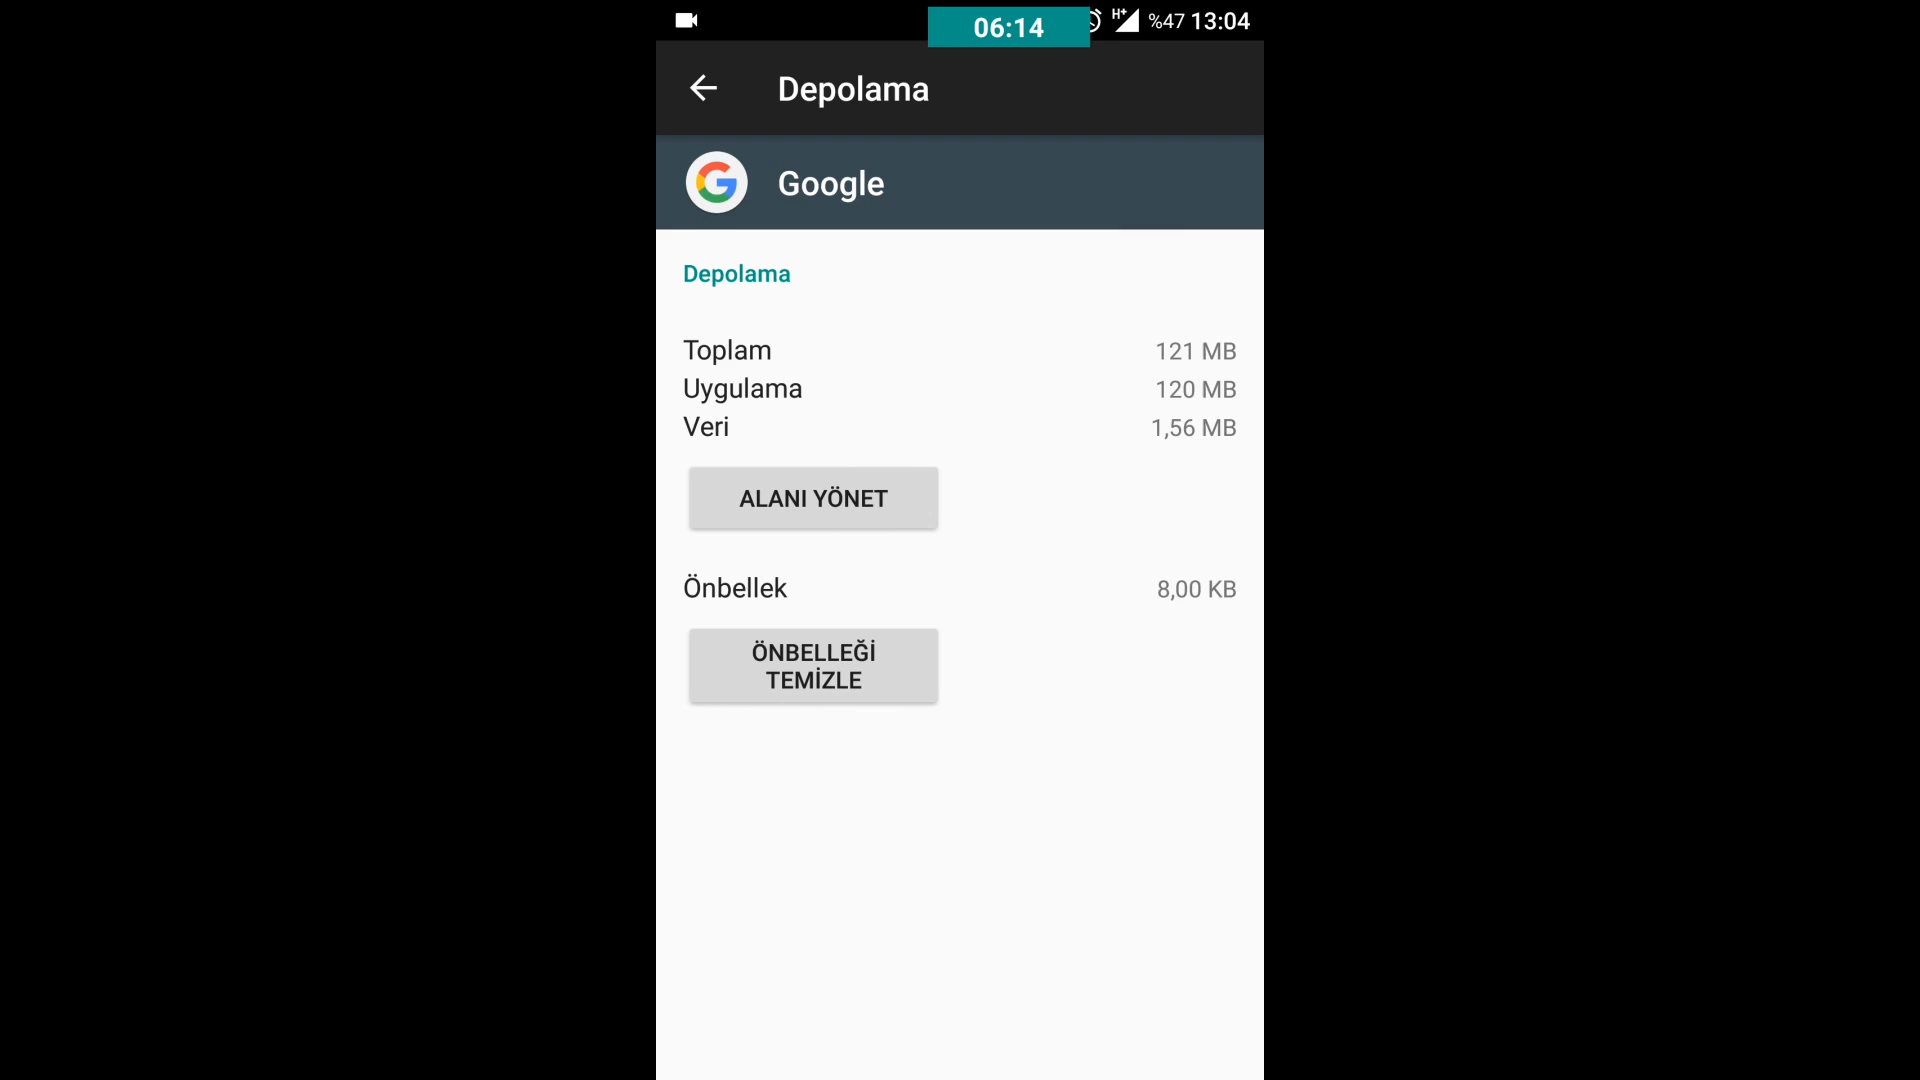 06:14 H+ %47 13:04
Depolama
Google
Depolama
Toplam 121 MB
Uygulama 120 MB
Veri 1,56 MB
ALANI YÖNET
Önbellek 8,00 KB
ÖNBELLEĞİ
TEMİZLE